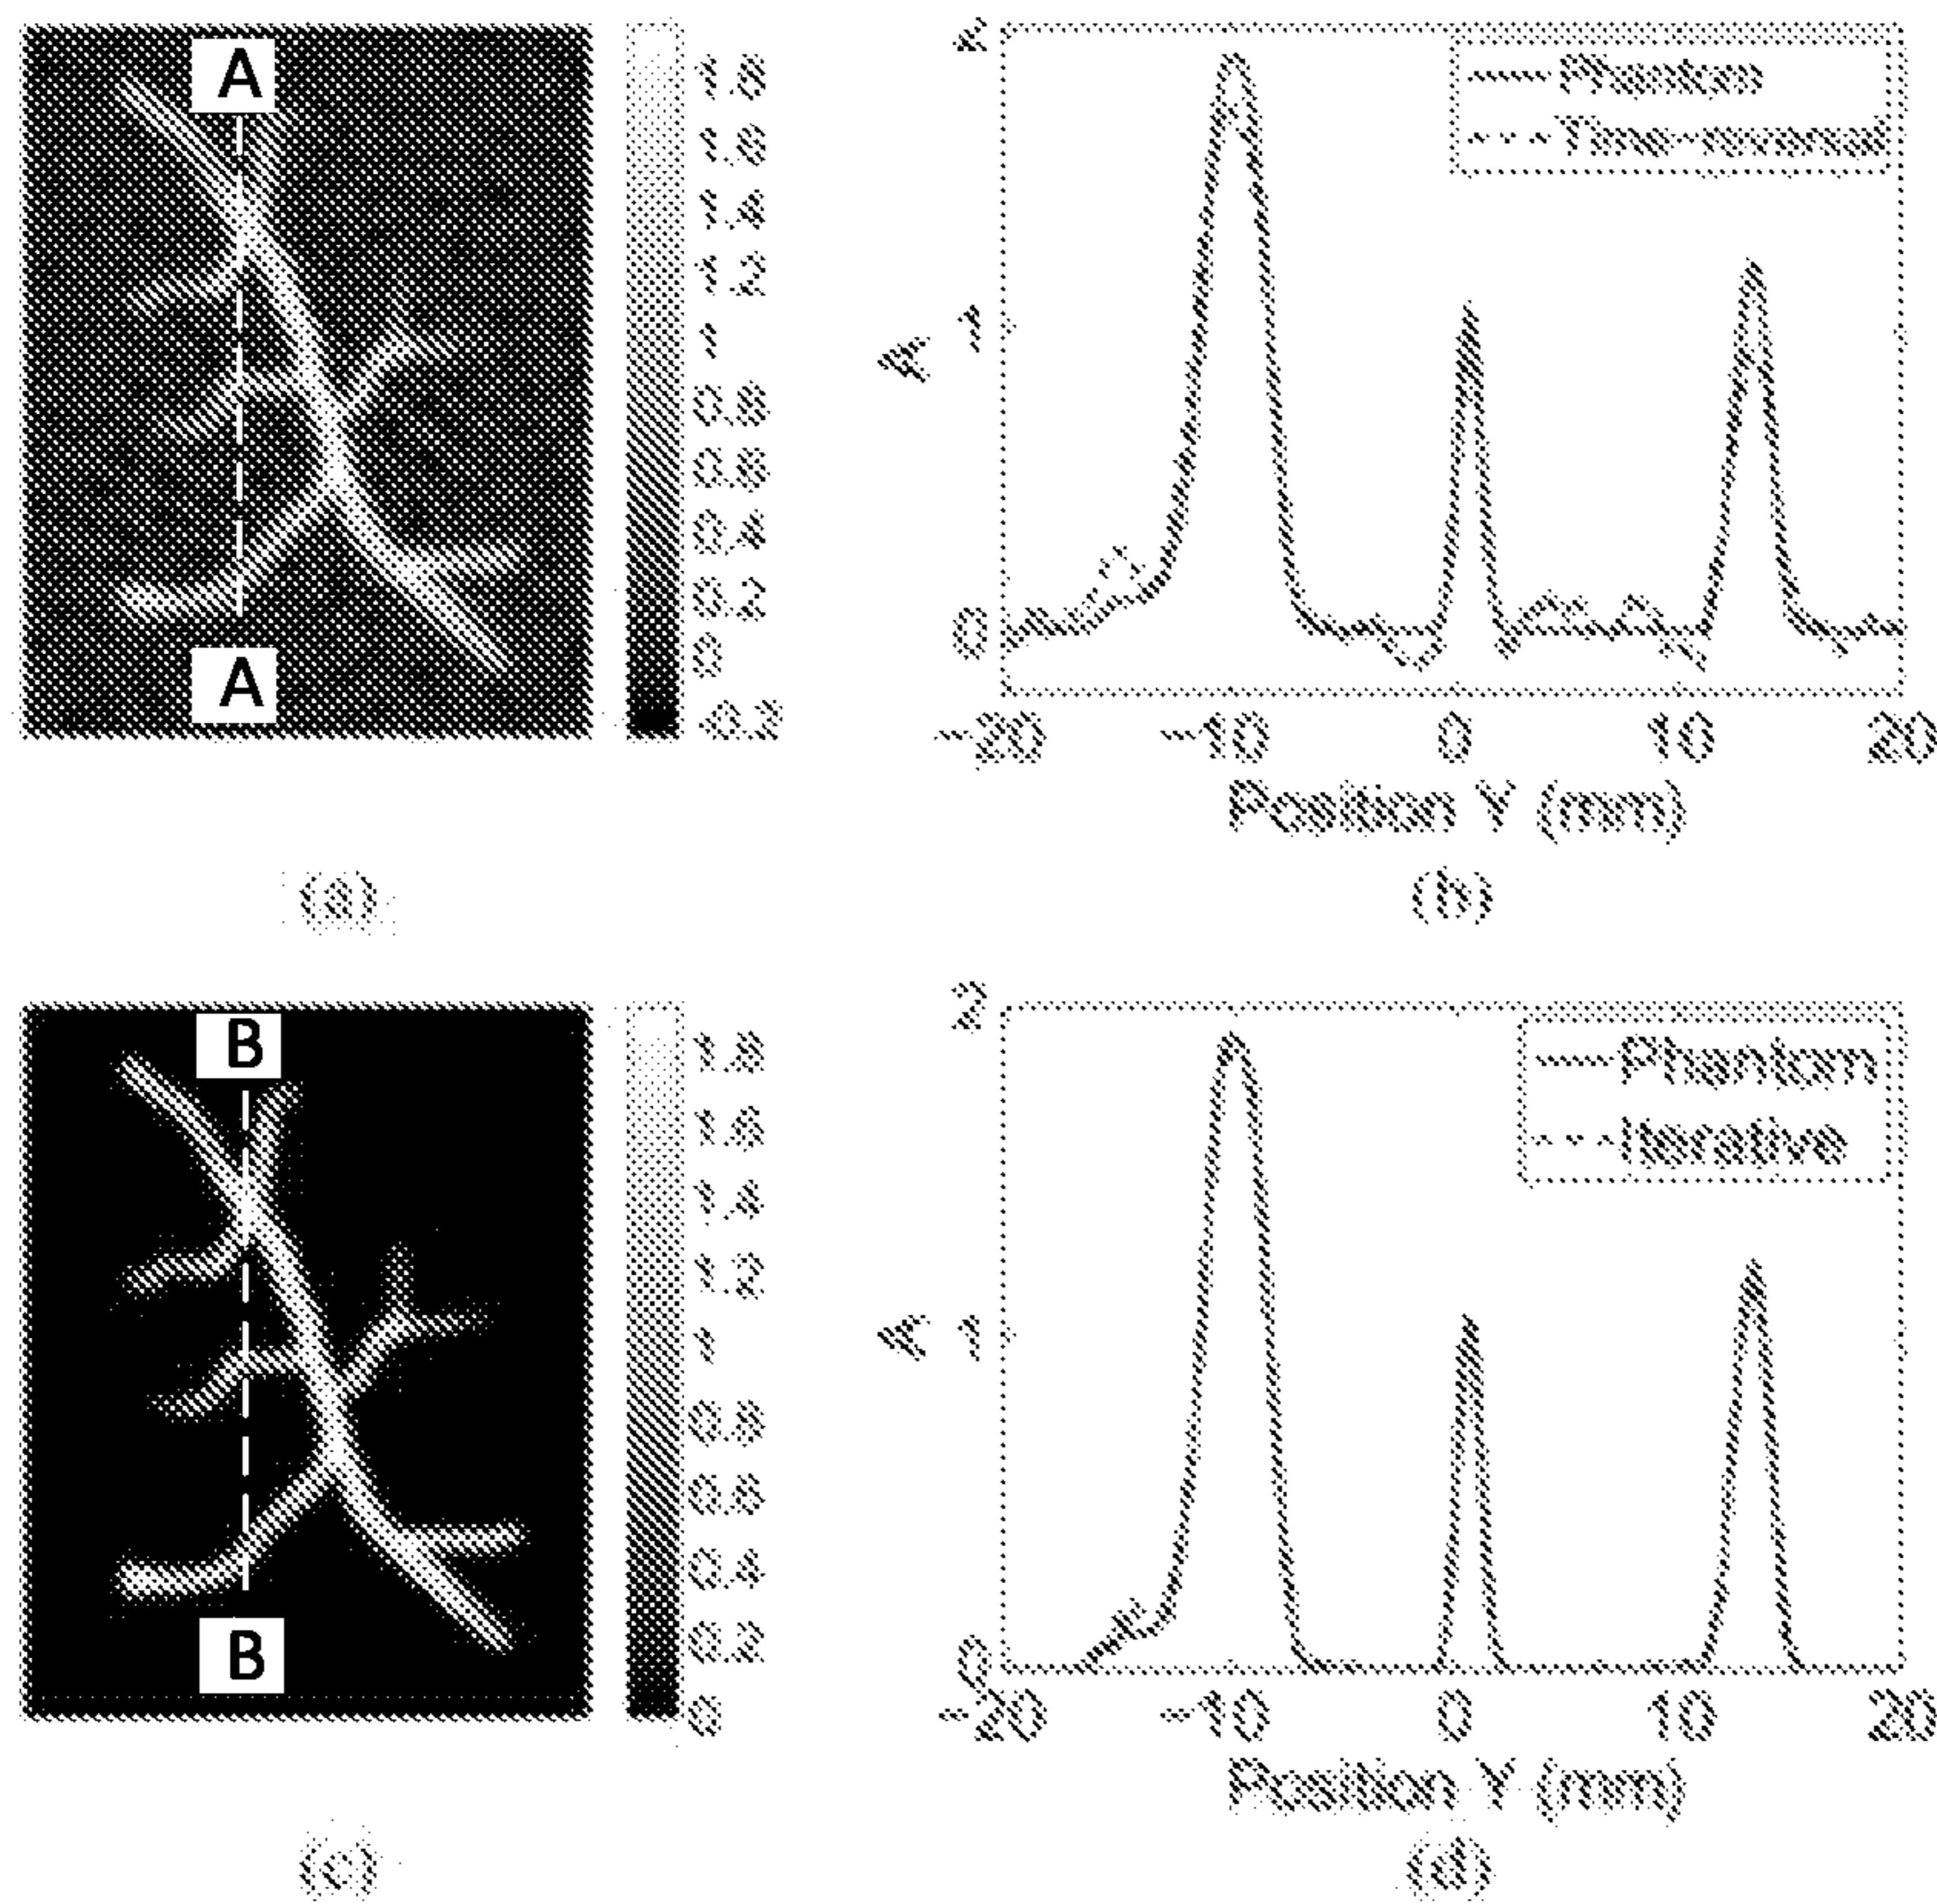 A
A
1.8
1.6
1.4
1.2
1
0.8
0.6
0.4
0.2
0
-0.2
(a)
2
A 1
0
Phantom
Time-reversal
-20 -10 0 10 20
Position Y (mm)
(b)
B
B
1.8
1.6
1.4
1.2
1
0.8
0.6
0.4
0.2
0
(c)
2
A 1
0
Phantom
Iterative
-20 -10 0 10 20
Position Y (mm)
(d)